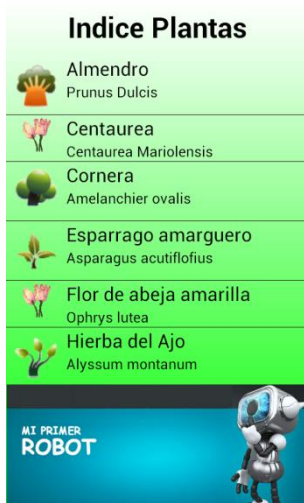 Indice Plantas
Almendro
Prunus Dulcis
Centaurea
Centaurea Mariolensis
Cornera
Amelanchier ovalis
Esparrago amarguero
Asparagus acutiflofius
Flor de abeja amarilla
Ophrys lutea
Hierba del Ajo
Alyssum montanum
MI PRIMER
ROBOT